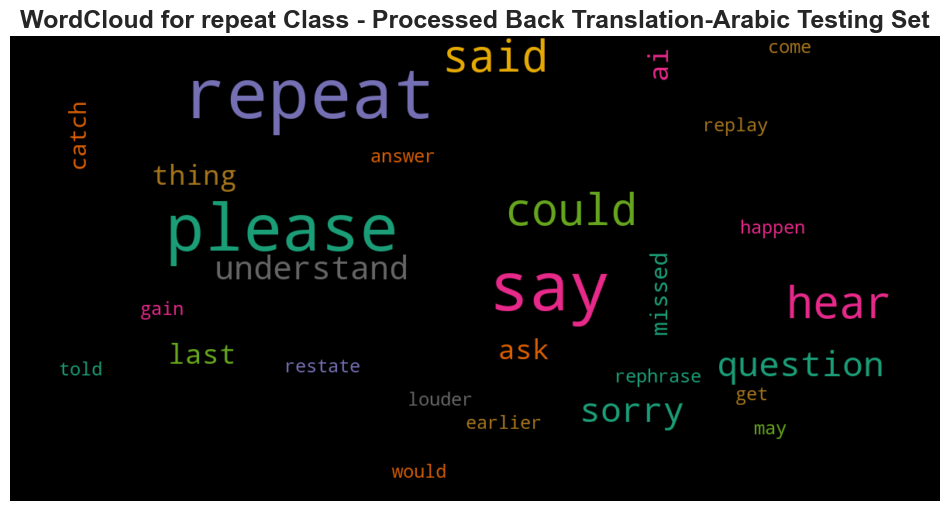 WordCloud for repeat Class - Processed Back Translation-Arabic Testing Set
said
come
ai
repeat
catch
replay
answer
thing
please
could
happen
understand
say
missed
hear
gain
last
ask
question
told
restate
rephrase
get
louder
sorry
earlier
may
would